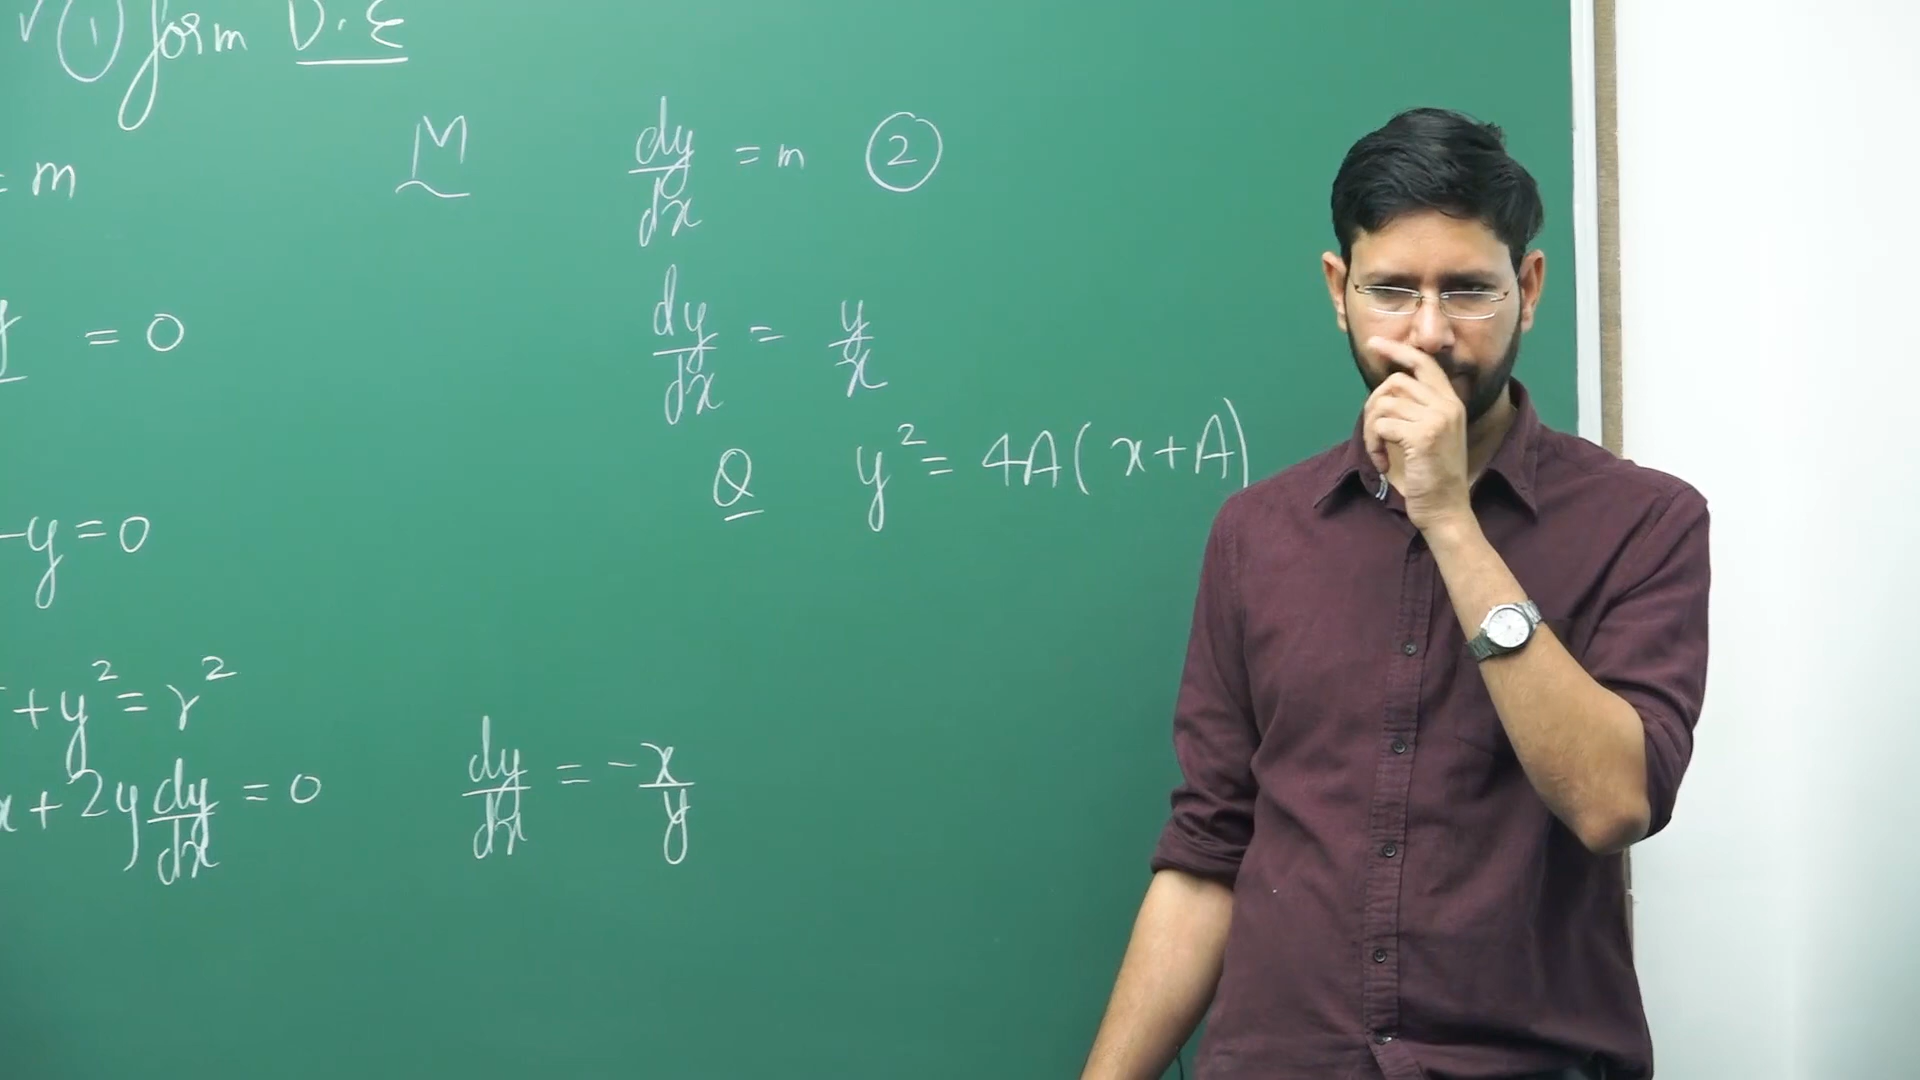 ✓ ① form D.E
= m
M
dy/dx = m ②
= 0
dy/dx = y/x
Q y² = 4A(x+A)
-y=0
+y² = r²
x+2y dy/dx = 0
dy/dx = -x/y